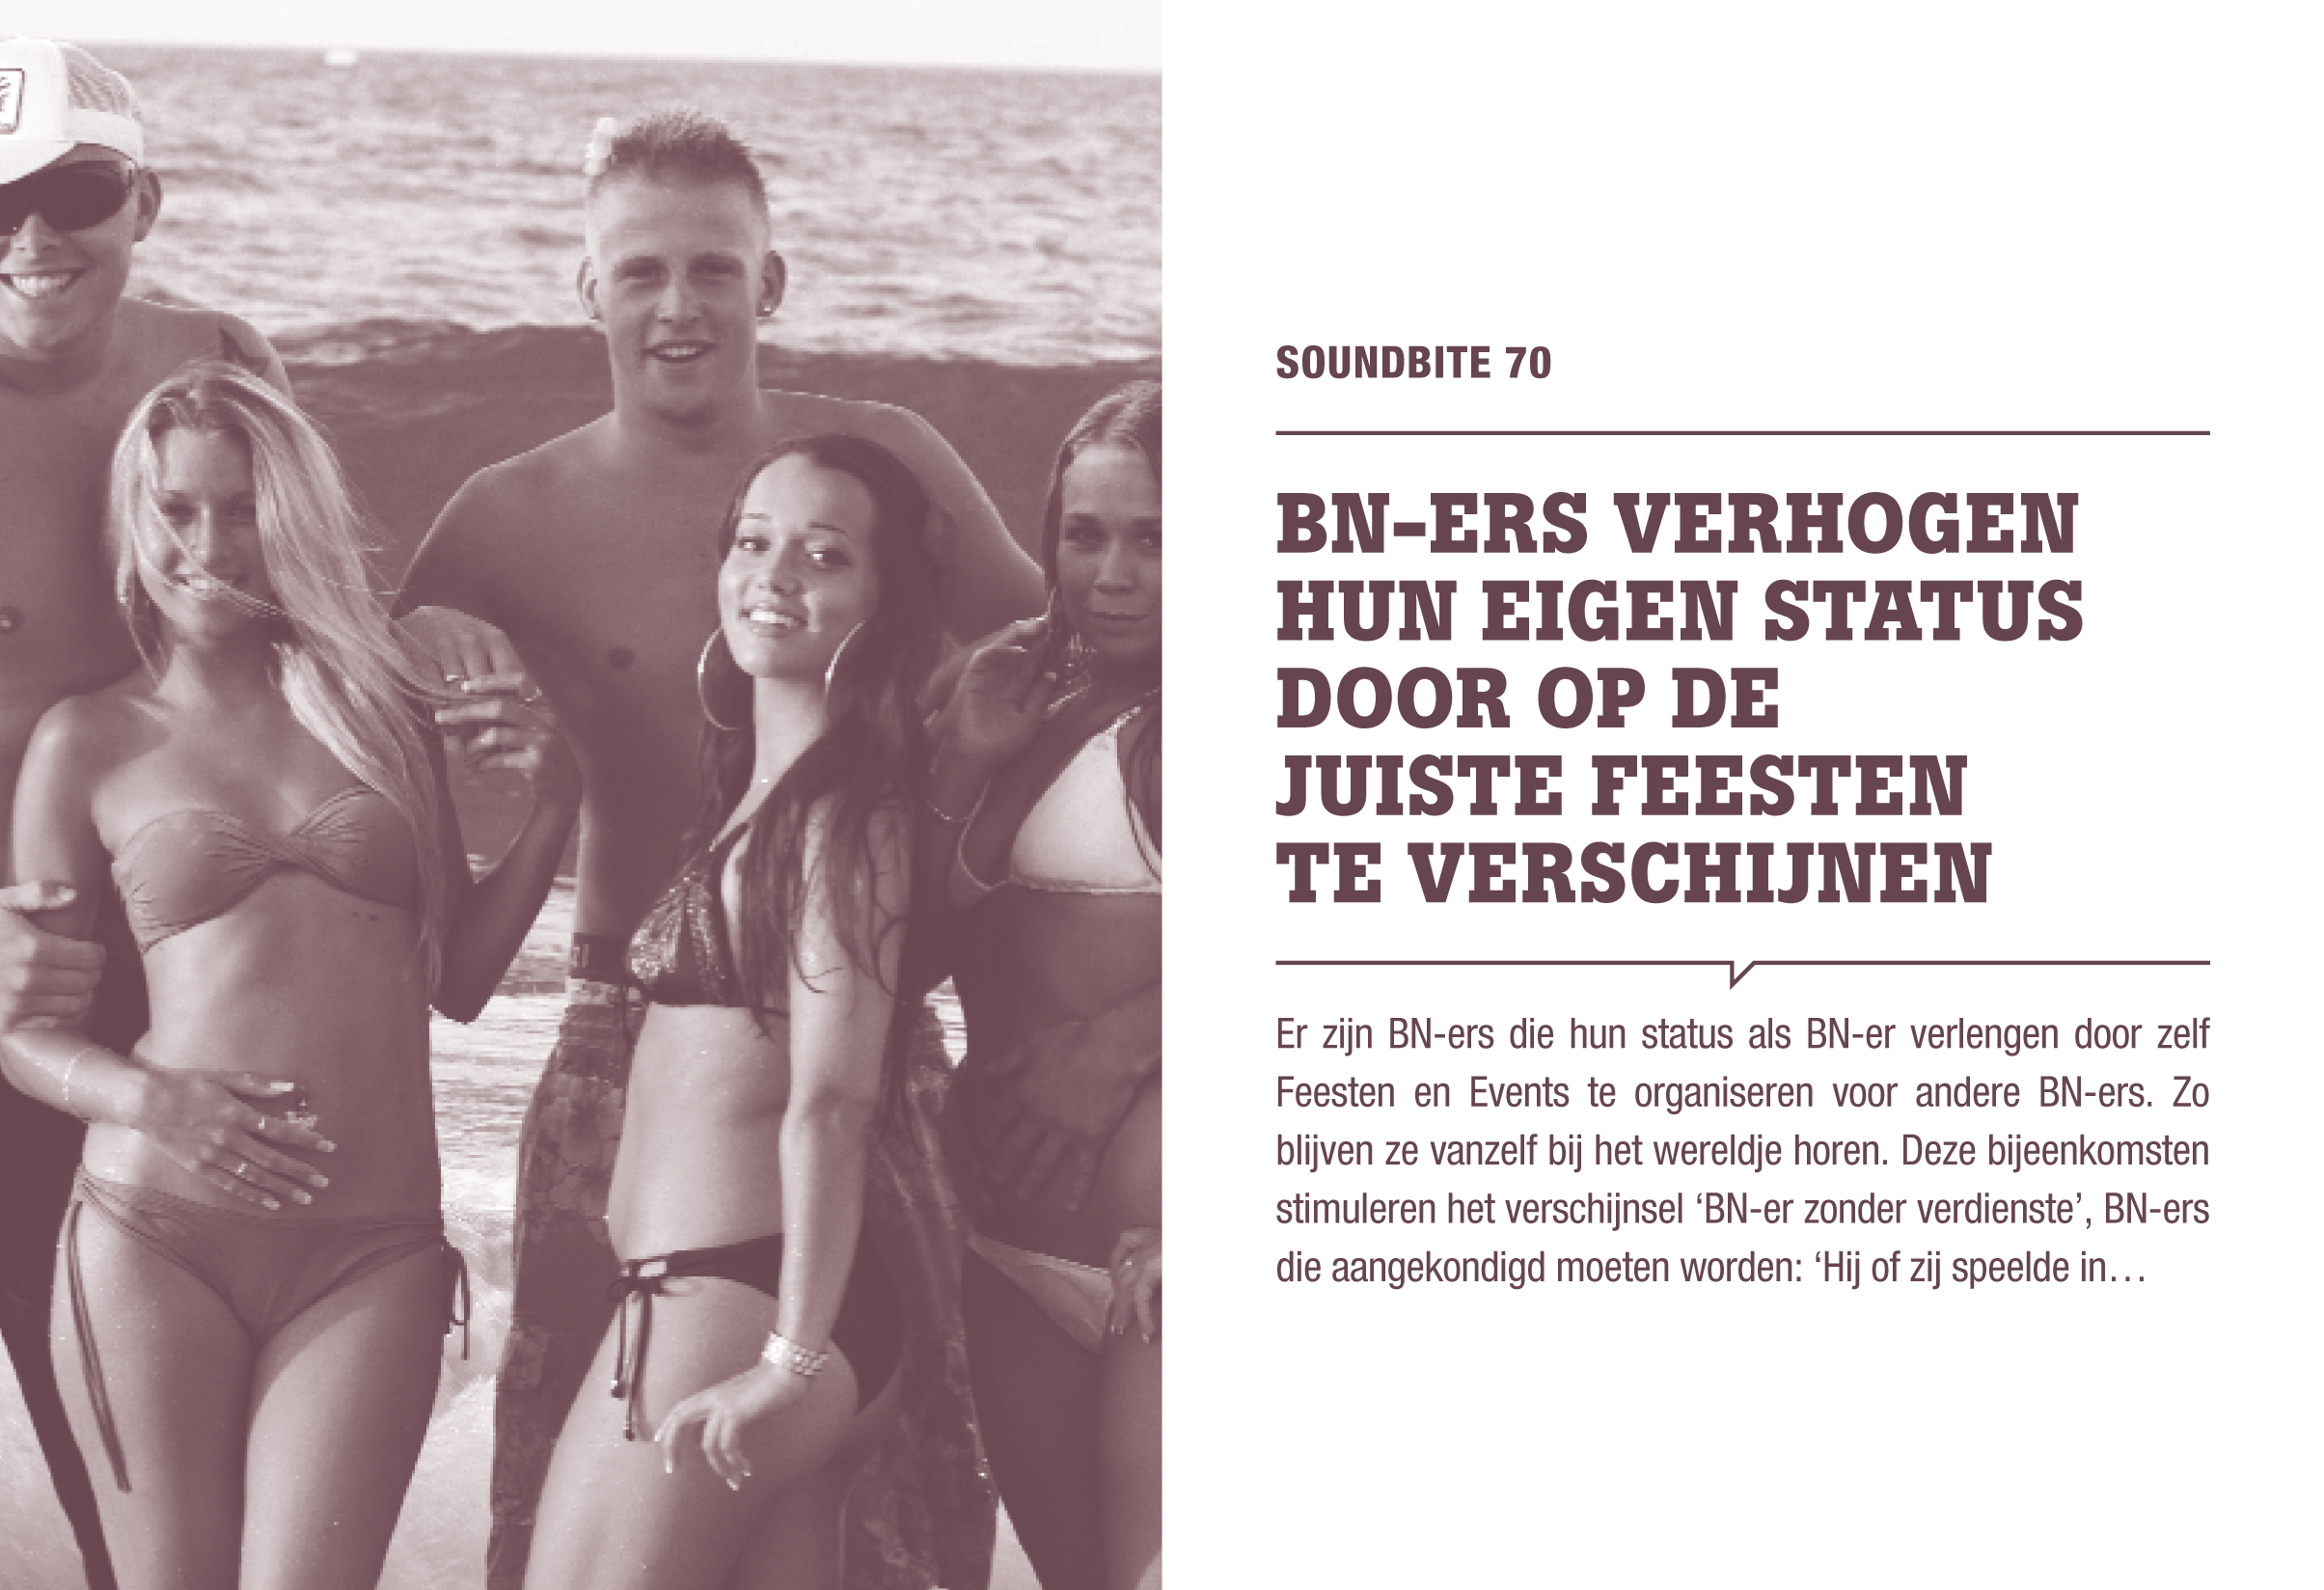 SOUNDBITE 70
BN-ERS VERHOGEN
HUN EIGEN STATUS
DOOR OP DE
JUISTE FEESTEN
TE VERSCHIJNEN
Er zijn BN-ers die hun status als BN-er verlengen door zelf
Feesten en Events te organiseren voor andere BN-ers. Zo
blijven ze vanzelf bij het wereldje horen. Deze bijeenkomsten
stimuleren het verschijnsel ‘BN-er zonder verdienste’, BN-ers
die aangekondigd moeten worden: ‘Hij of zij speelde in…